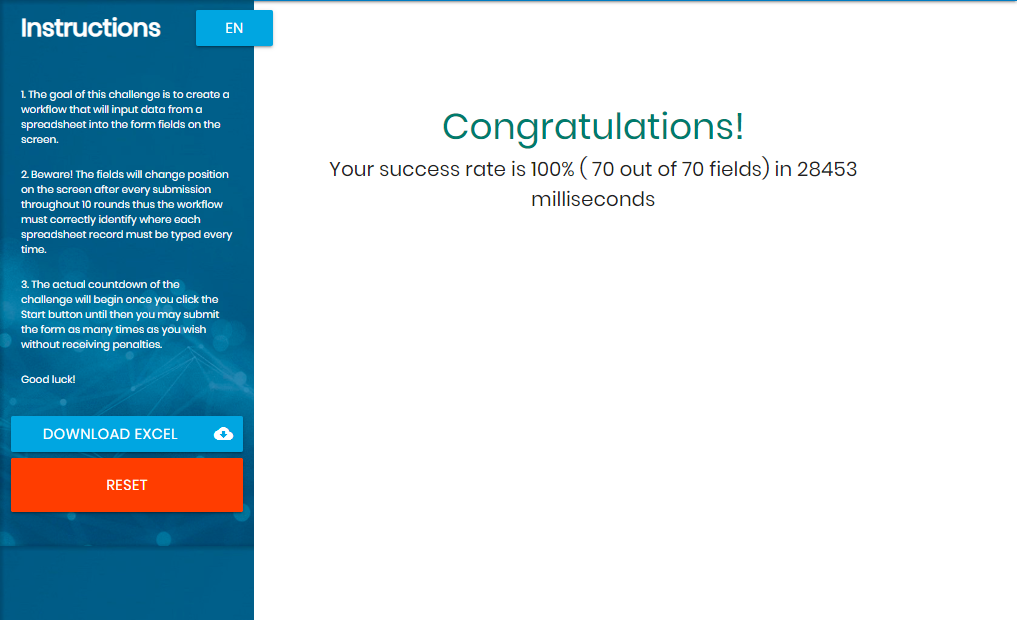 Instructions
EN
1. The goal of this challenge is to create a
workflow that will input data from a
spreadsheet into the form fields on the
screen.
2. Beware! The fields will change position
on the screen after every submission
throughout 10 rounds thus the workflow
must correctly identify where each
spreadsheet record must be typed every
time.
3. The actual countdown of the
challenge will begin once you click the
Start button until then you may submit
the form as many times as you wish
without receiving penalties.
Good luck!
DOWNLOAD EXCEL
RESET
Congratulations!
Your success rate is 100% ( 70 out of 70 fields) in 28453
milliseconds